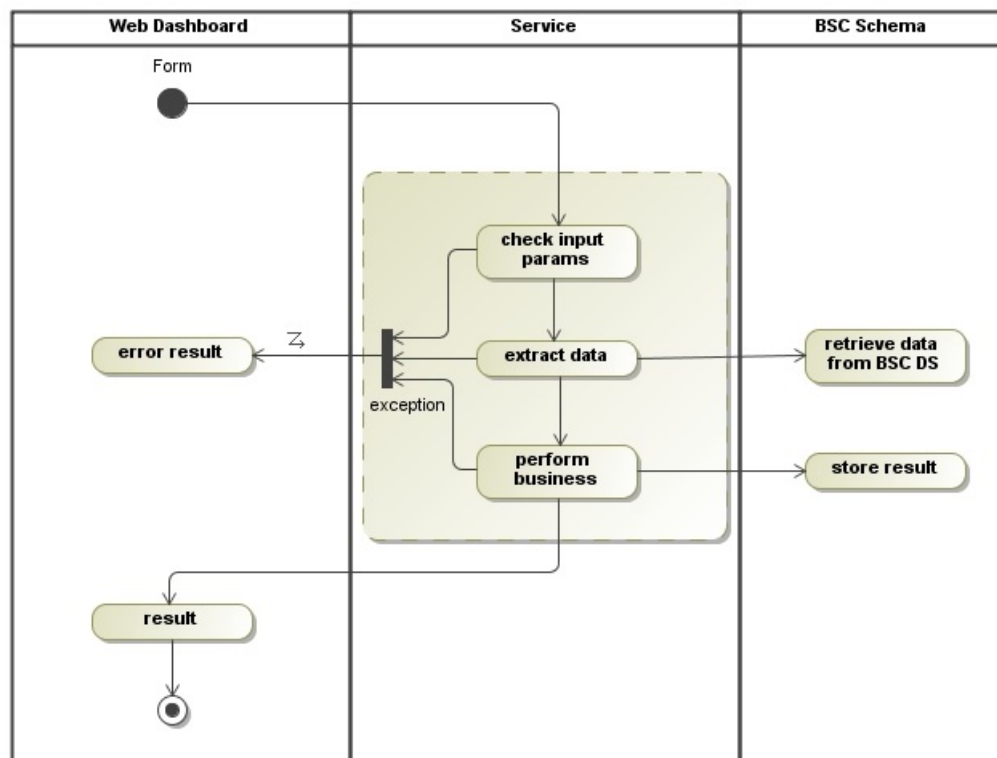 Web Dashboard
Service
BSC Schema
Form
check input
params
error result
extract data
retrieve data
from BSC DS
exception
perform
business
store result
result